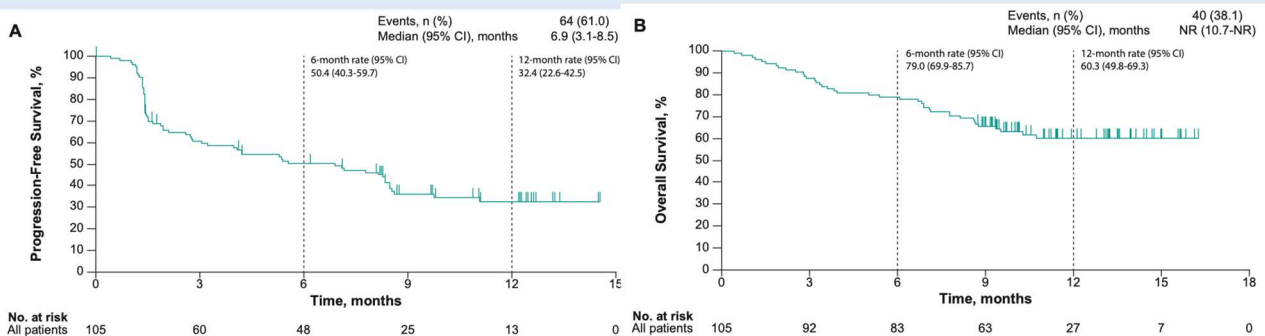 A
Events, n (%) 64 (61.0)
Median (95% CI), months 6.9 (3.1-8.5)
Progression-Free Survival, %
100
90
80
70
60
50
40
30
20
10
0
6-month rate (95% CI)
50.4 (40.3-59.7)
12-month rate (95% CI)
32.4 (22.6-42.5)
0 3 6 9 12 15
Time, months
No. at risk
All patients 105 60 48 25 13 0
B
Events, n (%) 40 (38.1)
Median (95% CI), months NR (10.7-NR)
Overall Survival, %
100
90
80
70
60
50
40
30
20
10
0
6-month rate (95% CI)
79.0 (69.9-85.7)
12-month rate (95% CI)
60.3 (49.8-69.3)
0 3 6 9 12 15 18
Time, months
No. at risk
All patients 105 92 83 63 27 7 0